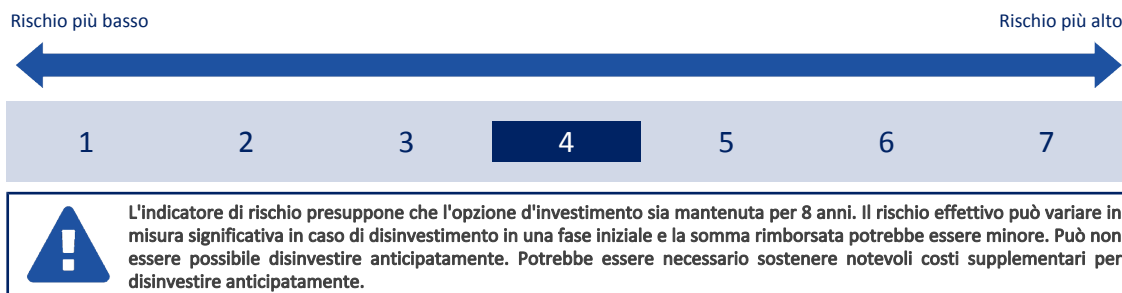 Rischio più basso Rischio più alto
1 2 3 4 5 6 7
L'indicatore di rischio presuppone che l'opzione d'investimento sia mantenuta per 8 anni. Il rischio effettivo può variare in
misura significativa in caso di disinvestimento in una fase iniziale e la somma rimborsata potrebbe essere minore. Può non
essere possibile disinvestire anticipatamente. Potrebbe essere necessario sostenere notevoli costi supplementari per
disinvestire anticipatamente.